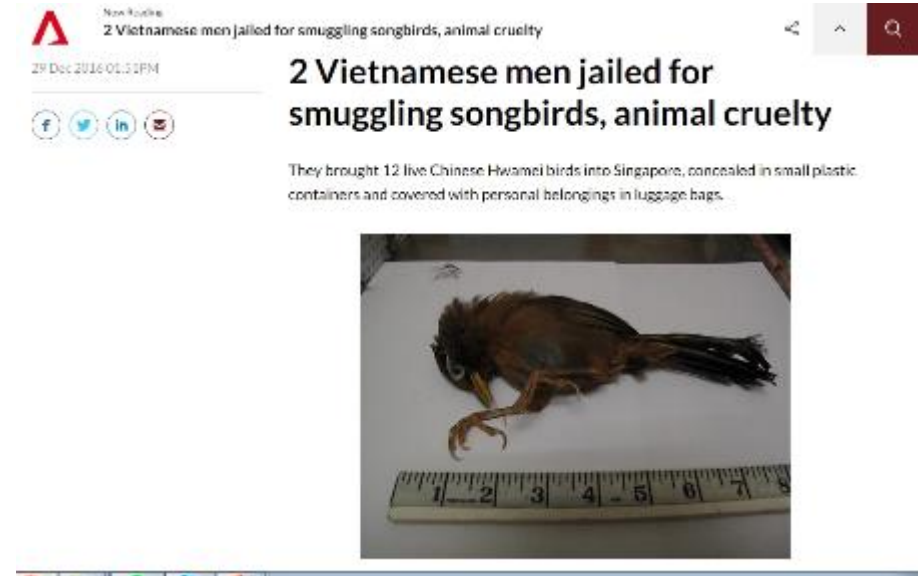 Now Reading
2 Vietnamese men jailed for smuggling songbirds, animal cruelty
29 Dec 2016 01:51PM
2 Vietnamese men jailed for
smuggling songbirds, animal cruelty
They brought 12 live Chinese Hwamei birds into Singapore, concealed in small plastic
containers and covered with personal belongings in luggage bags.
1 2 3 4 5 6 7 8